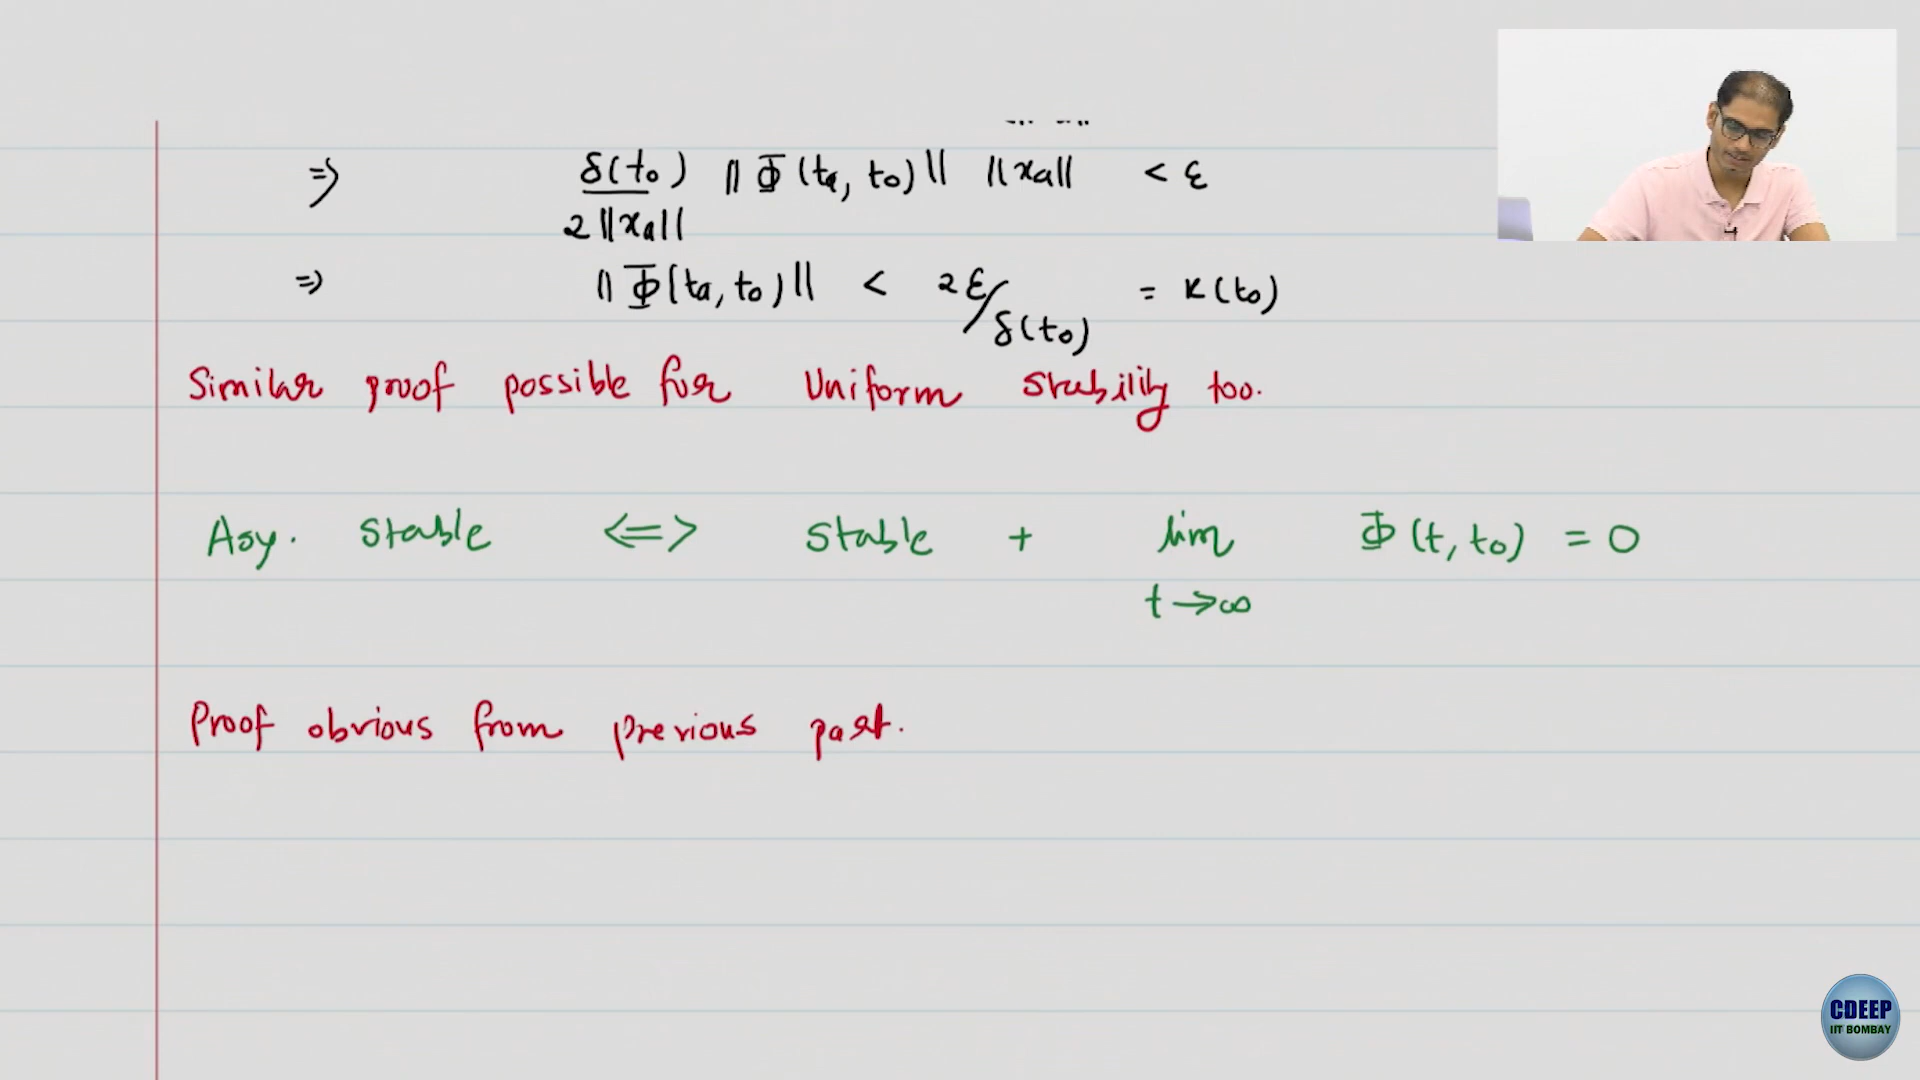 => δ(t₀) ‖Φ(tₐ, t₀)‖ ‖xₐ‖ < ε
2‖xₐ‖
=> ‖Φ(tₐ, t₀)‖ < 2ε/δ(t₀) = K(t₀)
Similar proof possible for Uniform Stability too.
Asy. Stable <=> Stable + lim Φ(t, t₀) = 0
t→∞
Proof obvious from previous part.
CDEEP
IIT BOMBAY